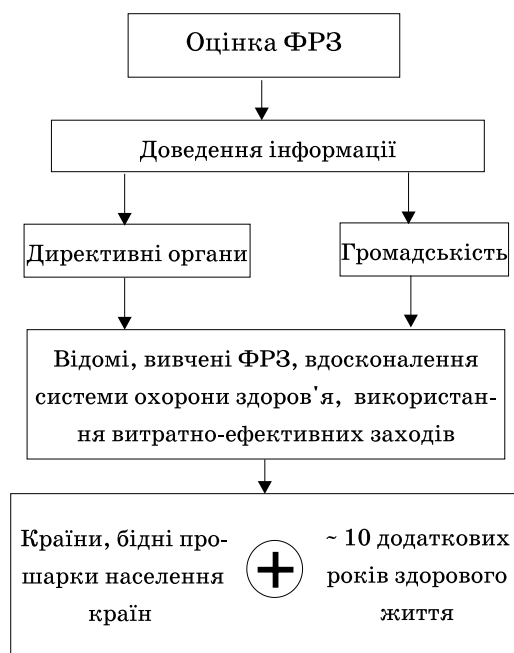 Оцінка ФРЗ
Доведення інформації
Директивні органи
Громадськість
Відомі, вивчені ФРЗ, вдосконалення
системи охорони здоров'я, використан-
ня витратно-ефективних заходів
Країни, бідні про-
шарки населення
країн
+
~ 10 додаткових
років здорового
життя